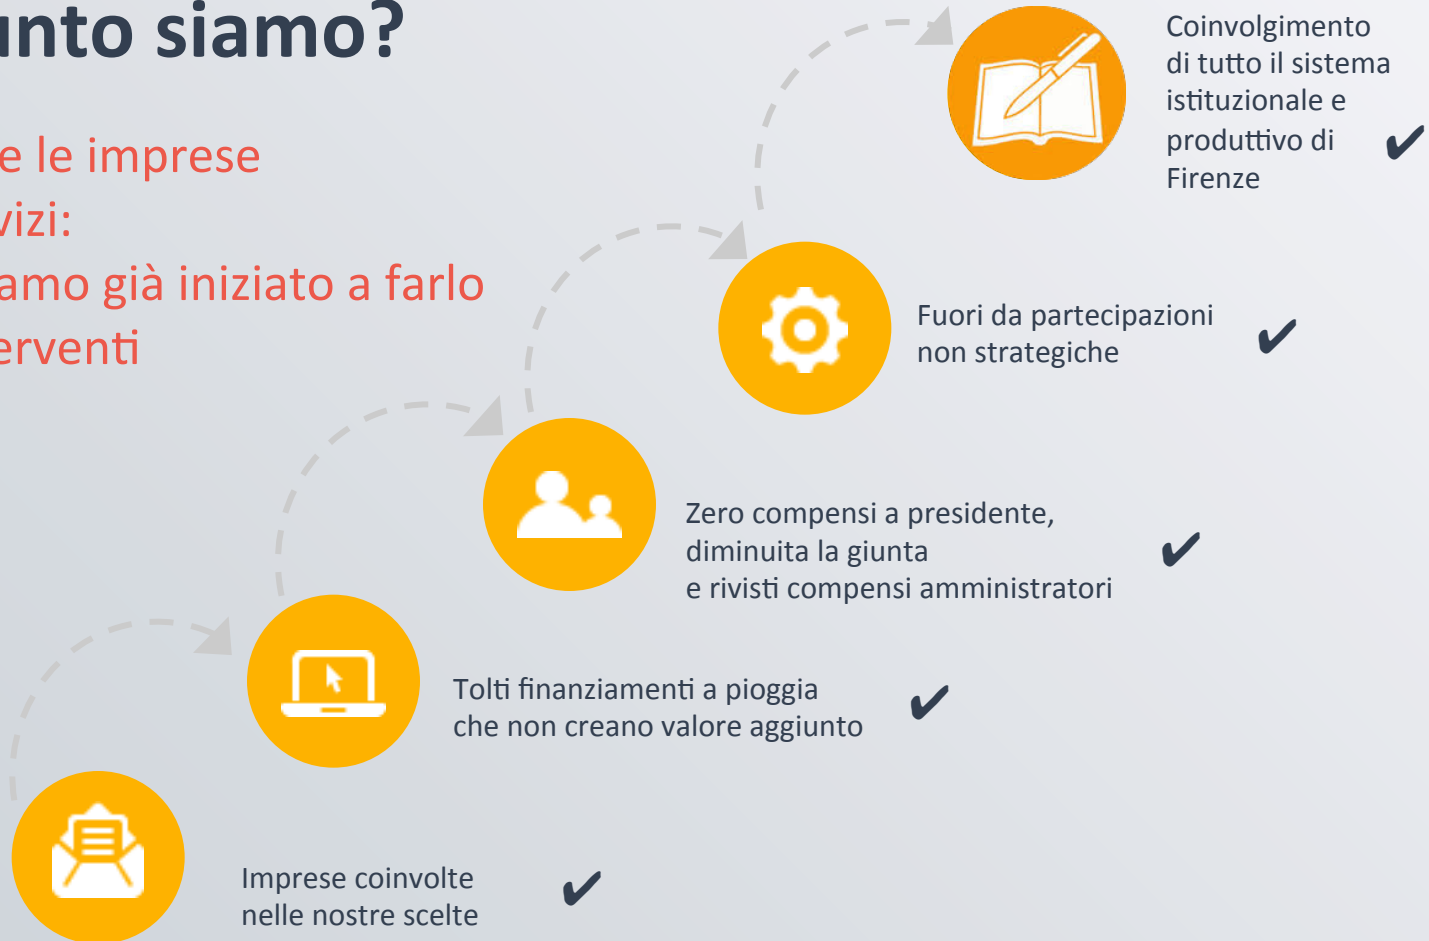 unto siamo?
e le imprese
vizi:
amo già iniziato a farlo
erventi
Coinvolgimento
di tutto il sistema
istituzionale e
produttivo di
Firenze ✔
Fuori da partecipazioni
non strategiche ✔
Zero compensi a presidente,
diminuita la giunta
e rivisti compensi amministratori ✔
Tolti finanziamenti a pioggia
che non creano valore aggiunto ✔
Imprese coinvolte
nelle nostre scelte ✔